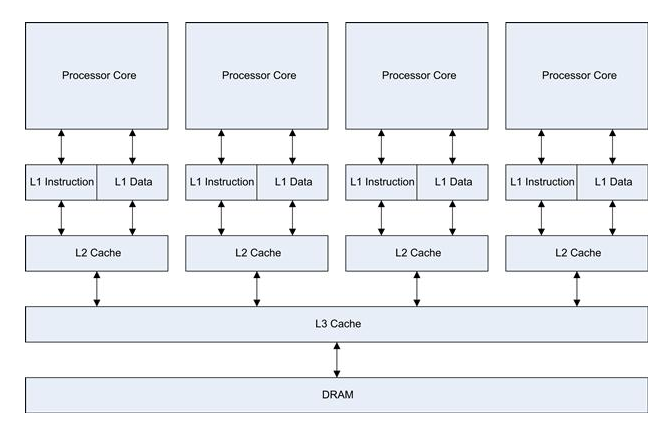 Processor Core
Processor Core
Processor Core
Processor Core
L1 Instruction
L1 Data
L1 Instruction
L1 Data
L1 Instruction
L1 Data
L1 Instruction
L1 Data
L2 Cache
L2 Cache
L2 Cache
L2 Cache
L3 Cache
DRAM